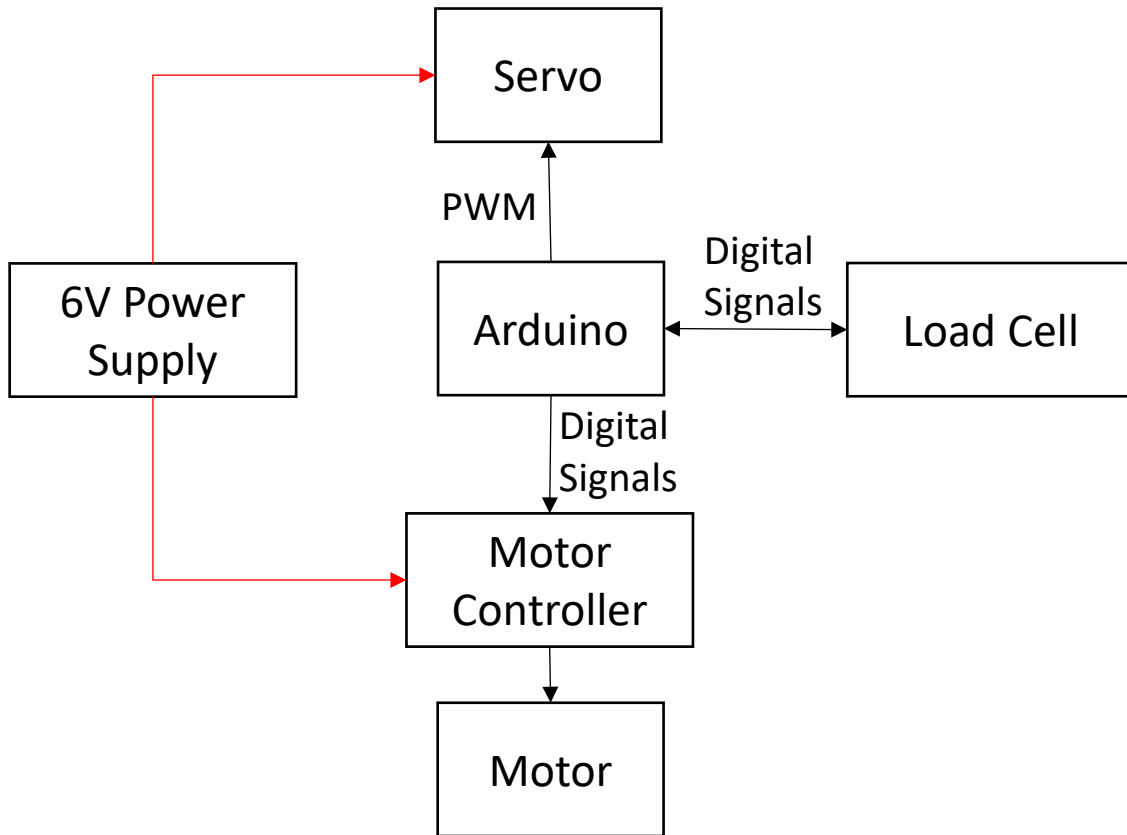 Servo
PWM
Digital
Signals
6V Power
Supply
Arduino
Load Cell
Digital
Signals
Motor
Controller
Motor